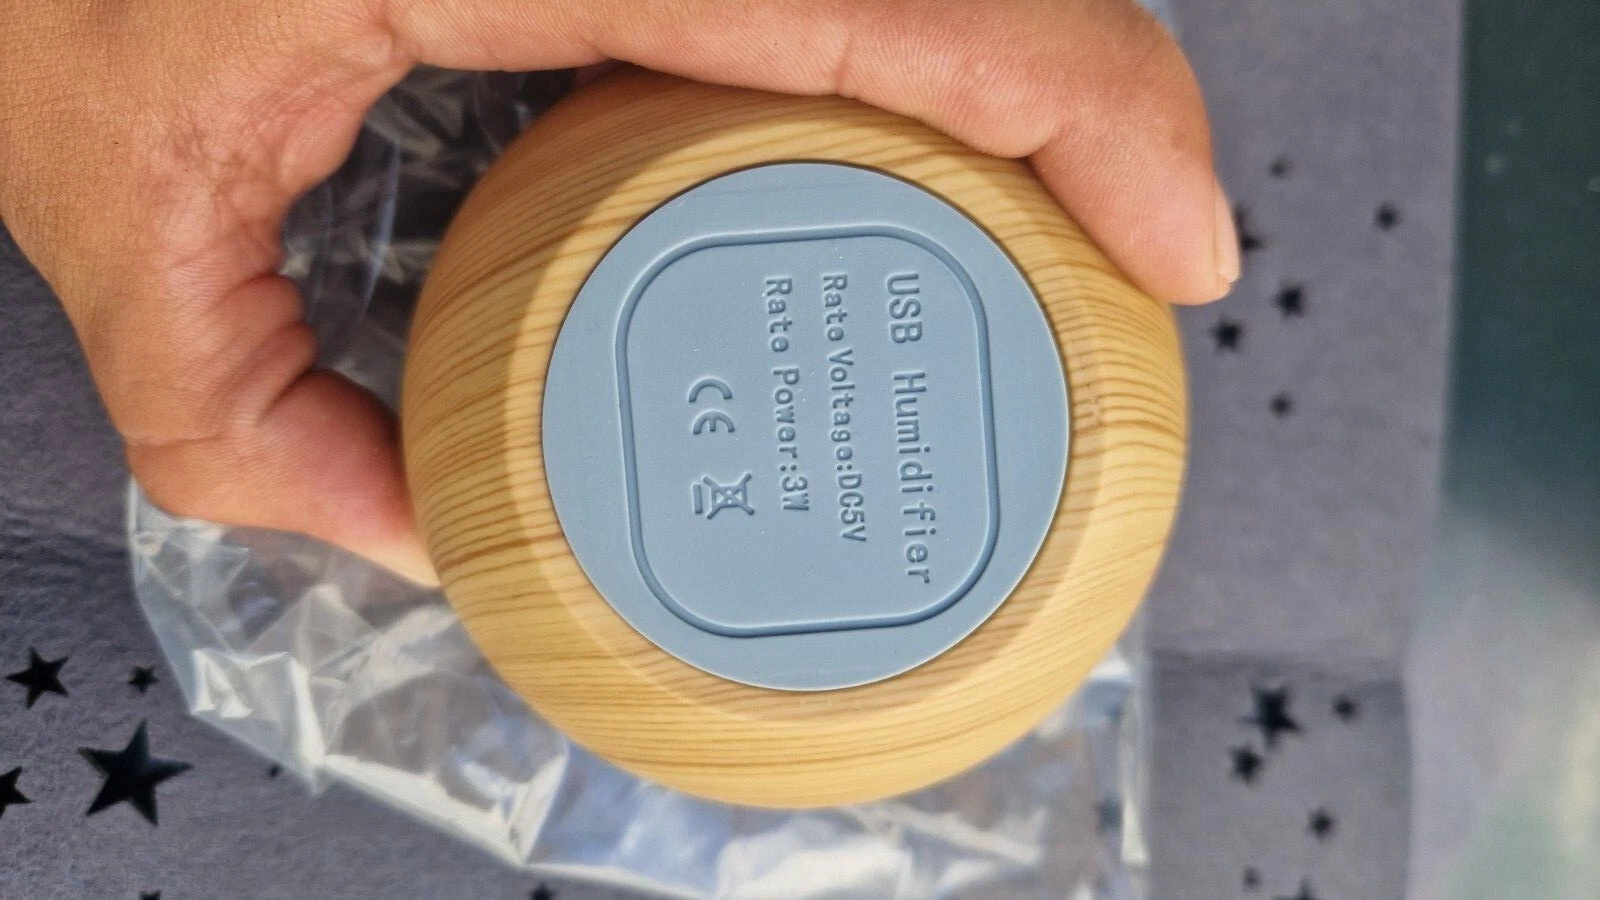 USB Humidifier
Rate Voltage:DC5V
Rate Power:3W
CE